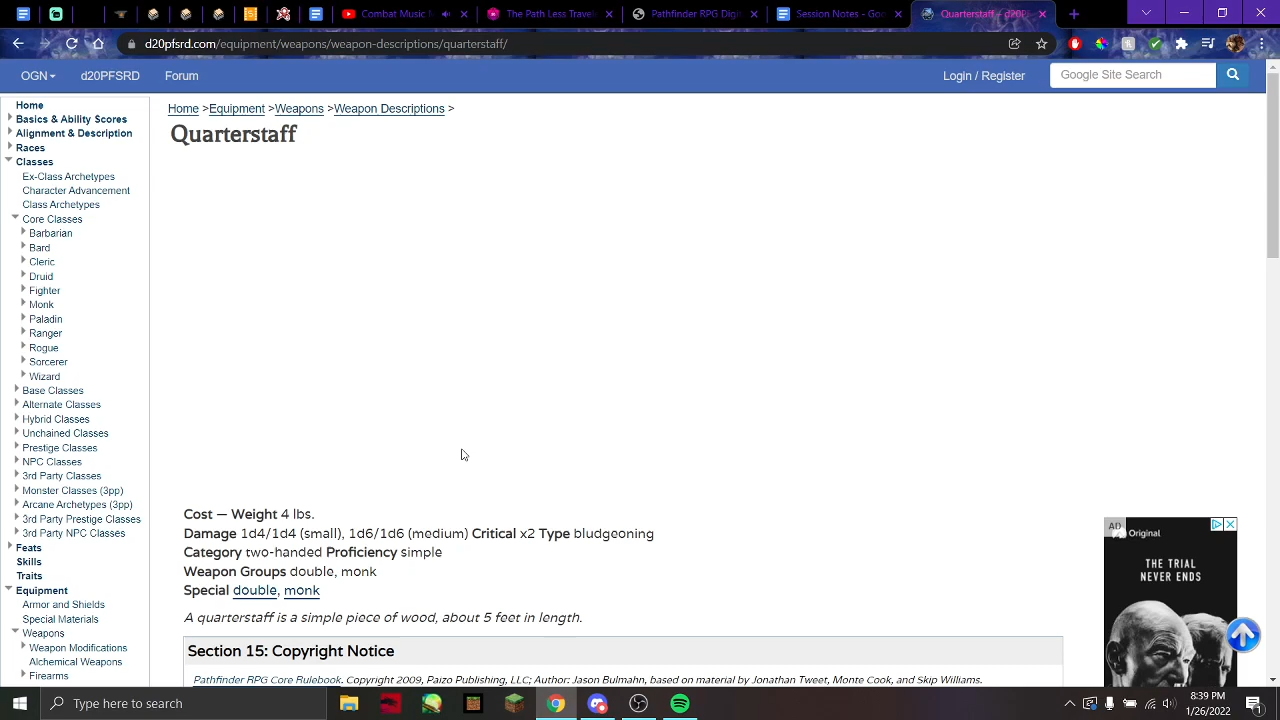 Combat Music f
The Path Less Travele
Pathfinder RPG Digi
Session Notes - Goo
Quarterstaff – d20PF
d20pfsrd.com/equipment/weapons/weapon-descriptions/quarterstaff/
OGN
d20PFSRD
Forum
Login / Register
Google Site Search
Home
Basics & Ability Scores
Alignment & Description
Races
Classes
Ex-Class Archetypes
Character Advancement
Class Archetypes
Core Classes
Barbarian
Bard
Cleric
Druid
Fighter
Monk
Paladin
Ranger
Rogue
Sorcerer
Wizard
Base Classes
Alternate Classes
Hybrid Classes
Unchained Classes
Prestige Classes
NPC Classes
3rd Party Classes
Monster Classes (3pp)
Arcane Archetypes (3pp)
3rd Party Prestige Classes
3rd Party NPC Classes
Feats
Skills
Traits
Equipment
Armor and Shields
Special Materials
Weapons
Weapon Modifications
Alchemical Weapons
Firearms
Home >Equipment >Weapons >Weapon Descriptions >
Quarterstaff
Cost — Weight 4 lbs.
Damage 1d4/1d4 (small), 1d6/1d6 (medium) Critical x2 Type bludgeoning
Category two-handed Proficiency simple
Weapon Groups double, monk
Special double, monk
A quarterstaff is a simple piece of wood, about 5 feet in length.
Section 15: Copyright Notice
Pathfinder RPG Core Rulebook. Copyright 2009, Paizo Publishing, LLC; Author: Jason Bulmahn, based on material by Jonathan Tweet, Monte Cook, and Skip Williams.
AD
Original
THE TRIAL
NEVER ENDS
Type here to search
8:39 PM
1/26/2022